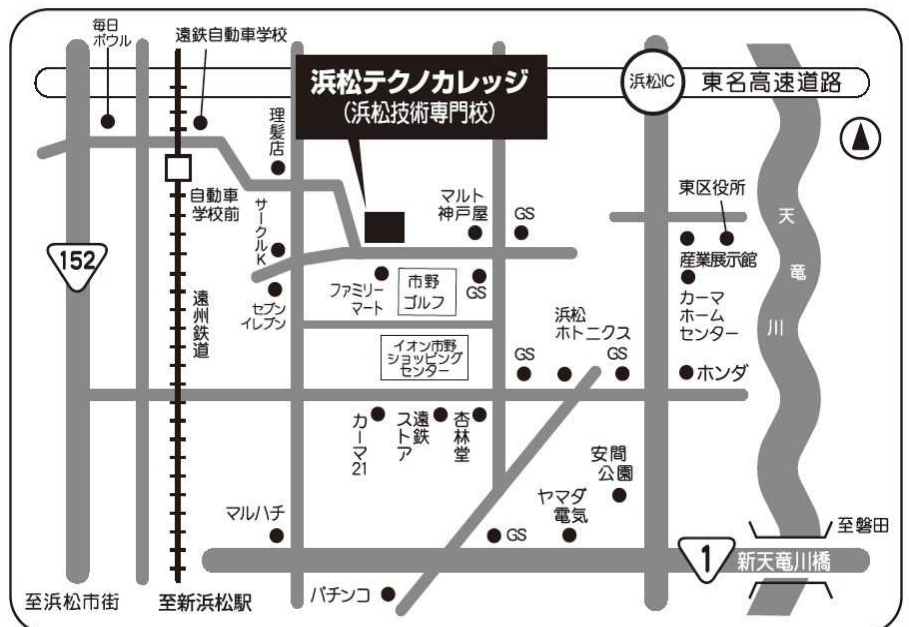 毎日
ボウル
遠鉄自動車学校
浜松テクノカレッジ
(浜松技術専門校)
浜松IC
東名高速道路
理髪店
自動車
学校前
サークルK
マルト
神戸屋
GS
東区役所
天竜川
152
産業展示館
遠州鉄道
セブン
イレブン
ファミリー
マート
市野
ゴルフ
GS
カーマ
ホーム
センター
浜松
ホトニクス
イオン市野
ショッピング
センター
GS
GS
ホンダ
カーマ21
遠鉄
ストア
杏林堂
安間
公園
マルハチ
ヤマダ
電気
GS
至磐田
1
新天竜川橋
至浜松市街
至新浜松駅
パチンコ